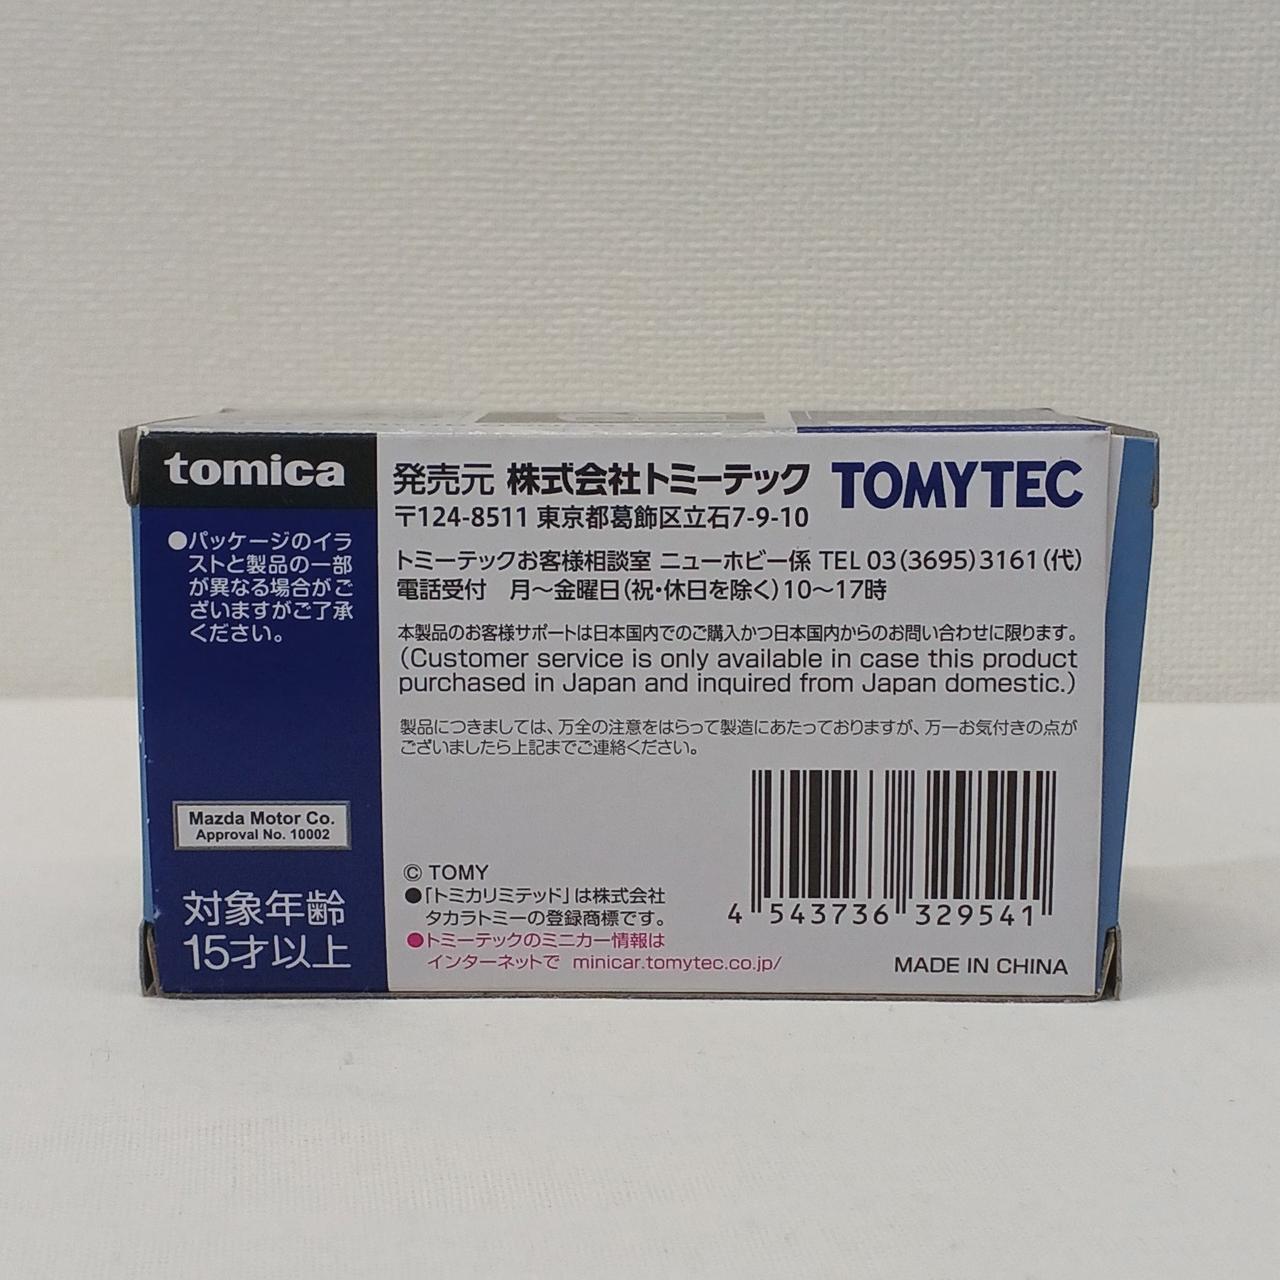 tomica
●パッケージのイラ
ストと製品の一部
が異なる場合がご
ざいますがご了承
ください。
Mazda Motor Co.
Approval No. 10002
対象年齢
15才以上
発売元 株式会社トミーテック TOMYTEC
〒124-8511 東京都葛飾区立石7-9-10
トミーテックお客様相談室 ニューホビー係 TEL 03(3695)3161(代)
電話受付 月～金曜日(祝・休日を除く)10～17時
本製品のお客様サポートは日本国内でのご購入かつ日本国内からのお問い合わせに限ります。
(Customer service is only available in case this product
purchased in Japan and inquired from Japan domestic.)
製品につきましては、万全の注意をはらって製造にあたっておりますが、万一お気付きの点が
ございましたら上記までご連絡ください。
© TOMY
●「トミカリミテッド」は株式会社
タカラトミーの登録商標です。
●トミーテックのミニカー情報は
インターネットで minicar.tomytec.co.jp/
4 543736 329541
MADE IN CHINA